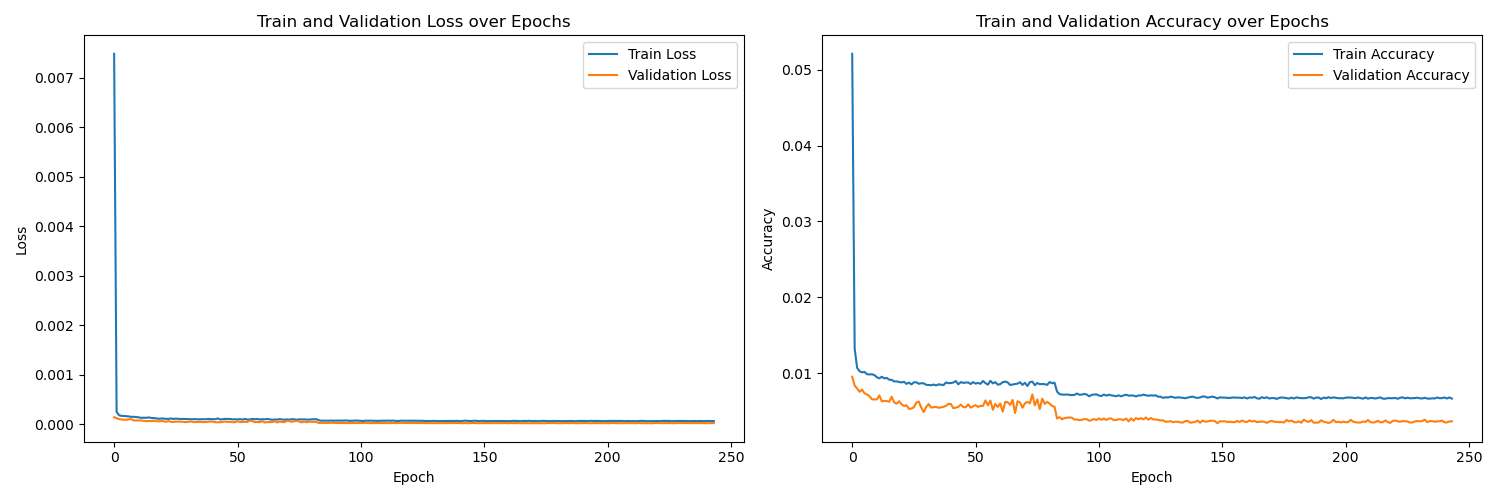 Train and Validation Loss over Epochs
Train Loss
Validation Loss
0.007
0.006
0.005
0.004
0.003
0.002
0.001
0.000
Loss
0
50
100
150
200
250
Epoch
Train and Validation Accuracy over Epochs
Train Accuracy
Validation Accuracy
0.05
0.04
0.03
0.02
0.01
Accuracy
0
50
100
150
200
250
Epoch